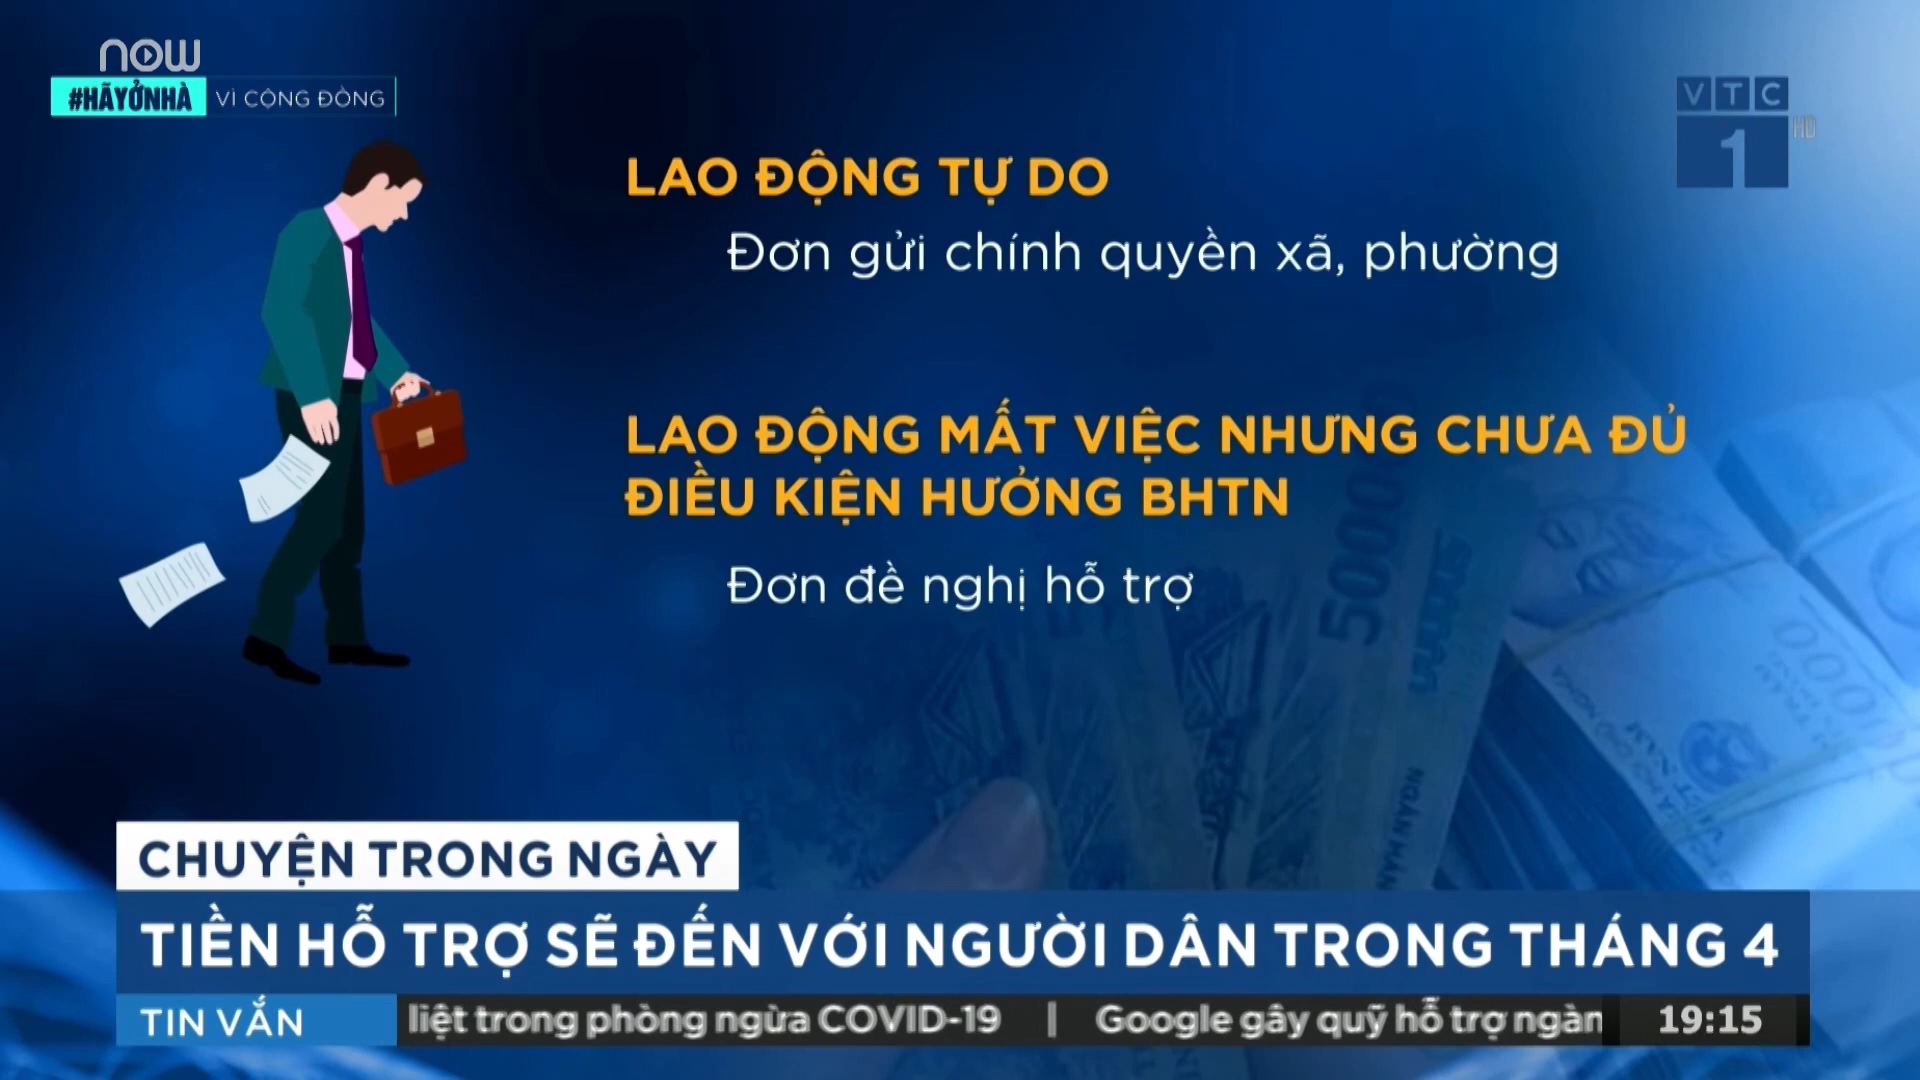 now
#HÃYỞNHÀ VÌ CỘNG ĐỒNG
VTC
1 HD
LAO ĐỘNG TỰ DO
Đơn gửi chính quyền xã, phường
LAO ĐỘNG MẤT VIỆC NHƯNG CHƯA ĐỦ
ĐIỀU KIỆN HƯỞNG BHTN
Đơn đề nghị hỗ trợ
CHUYỆN TRONG NGÀY
TIỀN HỖ TRỢ SẼ ĐẾN VỚI NGƯỜI DÂN TRONG THÁNG 4
TIN VẮN liệt trong phòng ngừa COVID-19 | Google gây quỹ hỗ trợ ngàn 19:15